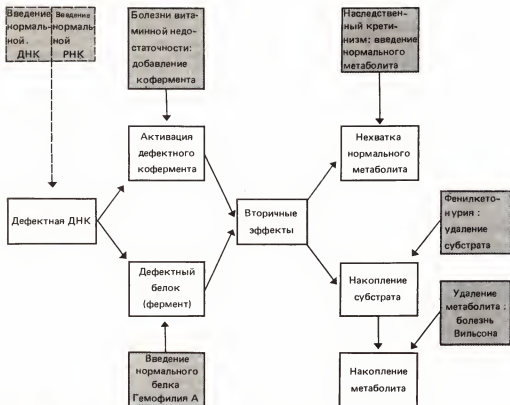 Введение
нормаль-
ной
ДНК
Введение
нормаль-
ной
РНК
Болезни вита-
минной недо-
статочности:
добавление
кофермента
Наследствен-
ный крети-
низм: введение
нормального
метаболита
Активация
дефектного
кофермента
Нехватка
нормального
метаболита
Дефектная ДНК
Вторичные
эффекты
Фенилкето-
нурия :
удаление
субстрата
Дефектный
белок
(фермент)
Накопление
субстрата
Удаление
метаболита :
болезнь
Вильсона
Введение
нормального
белка
Гемофилия А
Накопление
метаболита